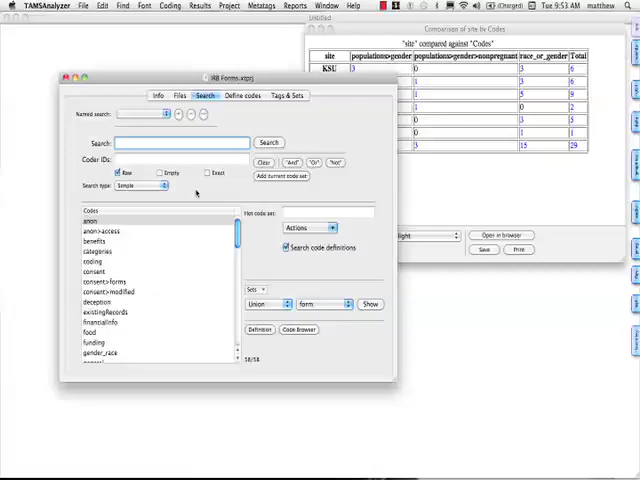 TAMSAnalyzer File Edit Find Font Coding Results Project Metatags Reports Window Help (Charged) Tue 9:53 AM matthew
Untitled
Comparison of site by Codes
"site" compared against "Codes"
site populations>gender populations>gender>nonpregnant race_or_gender Total
KSU 3 0 3 6
1 3 6
1 5 9
1 0 2
0 3 5
0 1 1
3 15 29
light
Open in browser
Save Print
IRB Forms.xtprj
Info Files Search Define codes Tags & Sets
Named search:
Search: Search
Coder IDs: Clear "And" "Or" "Not"
Raw Empty Exact Add current code set
Search type: Simple
Codes
anon
anon>access
benefits
categories
coding
consent
consent>forms
consent>modified
deception
existingRecords
financialInfo
food
funding
gender_race
Hot code set:
Actions
Search code definitions
Sets
Union form Show
Definition Code Browser
58/58